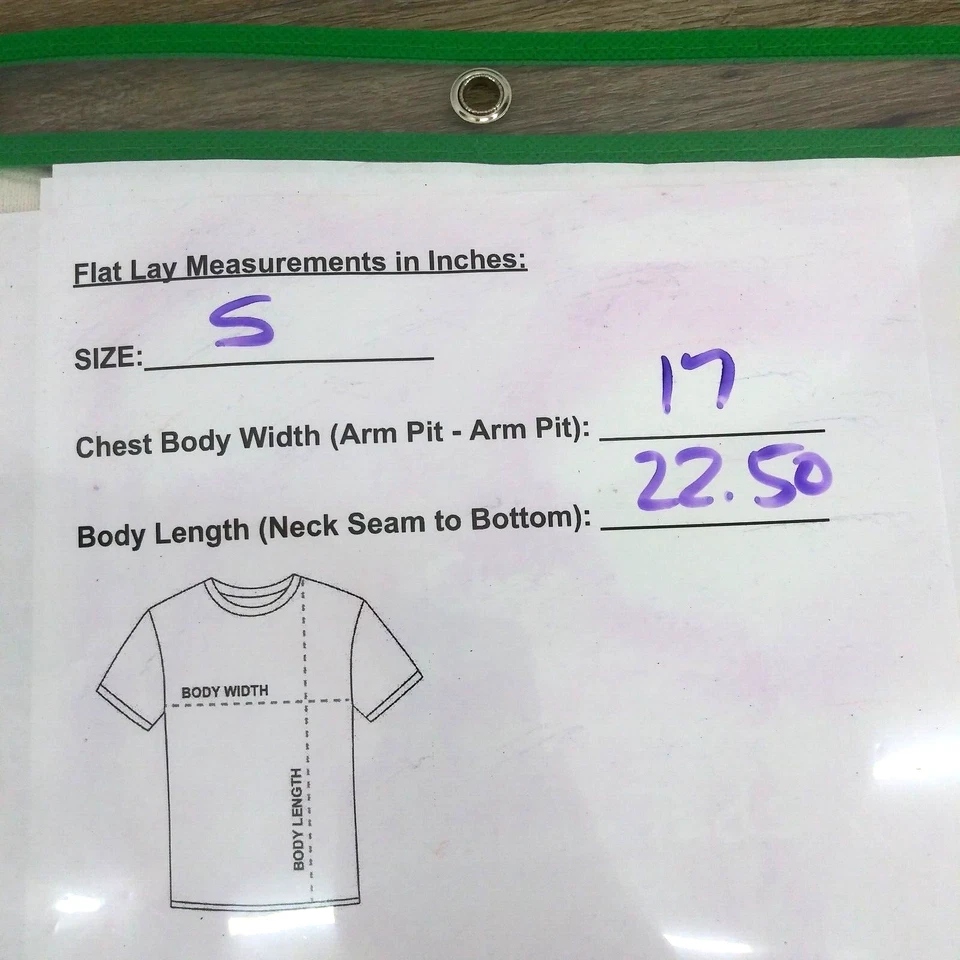 Flat Lay Measurements in Inches:
SIZE: S
Chest Body Width (Arm Pit - Arm Pit): 17
Body Length (Neck Seam to Bottom): 22.50
BODY WIDTH
BODY LENGTH